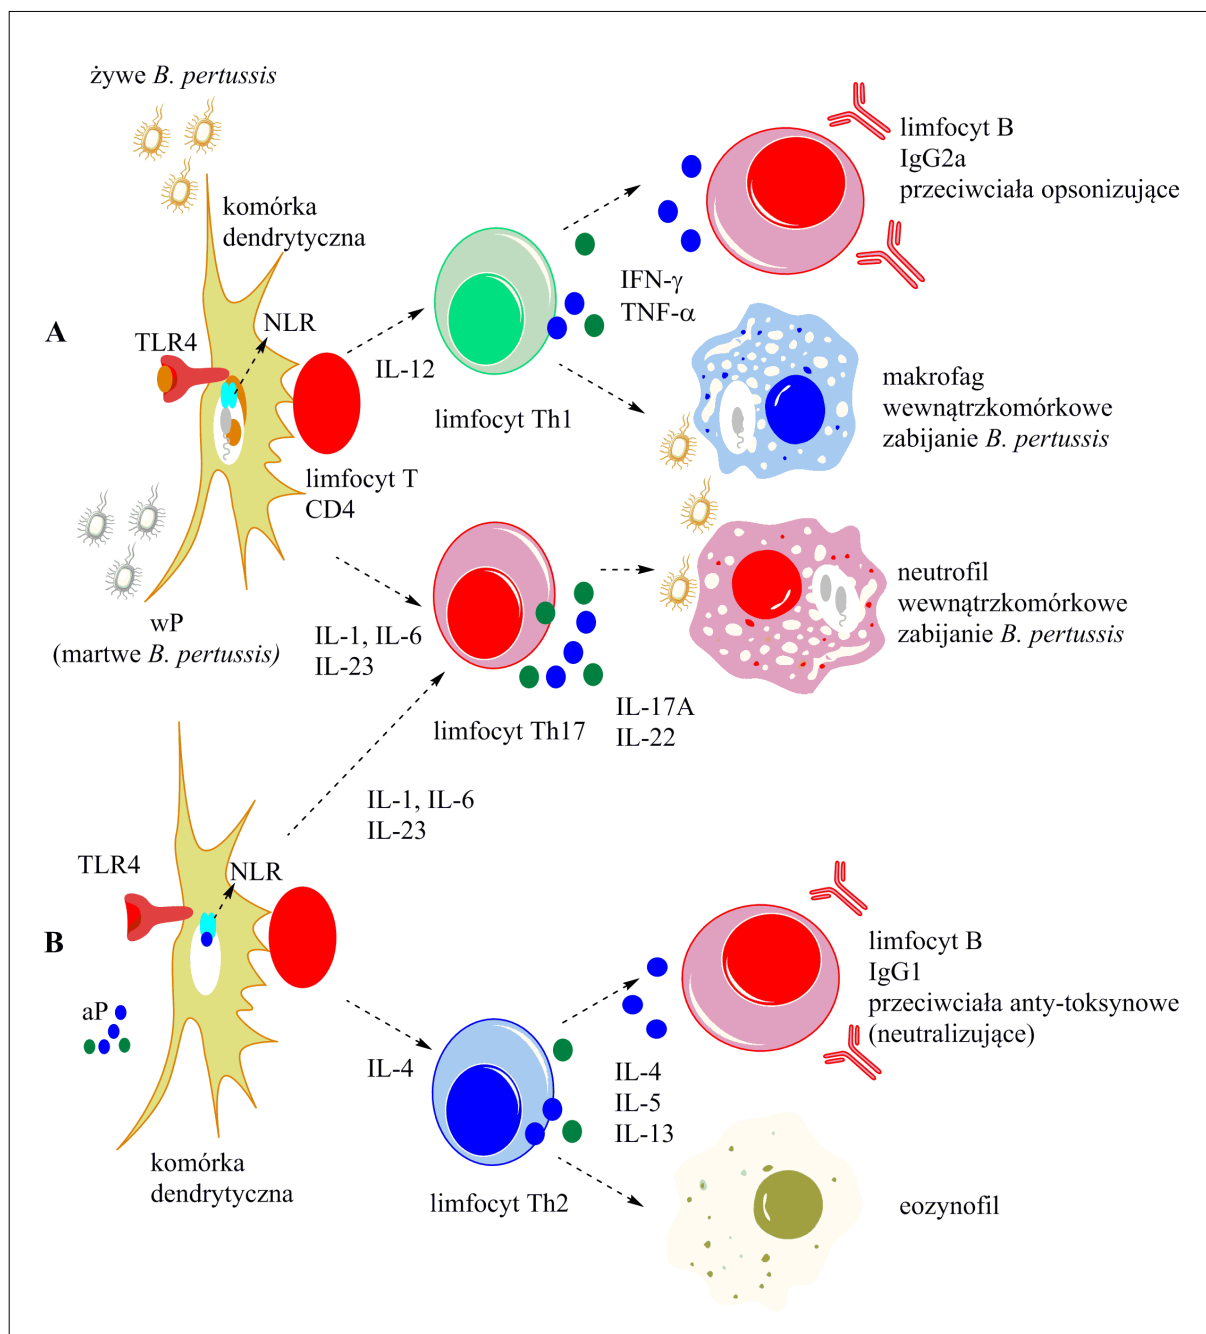 żywe B. pertussis
komórka
dendrytyczna
A
TLR4
NLR
IL-12
limfocyt T
CD4
limfocyt Th1
IFN-γ
TNF-α
limfocyt B
IgG2a
przeciwciała opsonizujące
makrofag
wewnątrzkomórkowe
zabijanie B. pertussis
wP
(martwe B. pertussis)
IL-1, IL-6
IL-23
limfocyt Th17
IL-17A
IL-22
neutrofil
wewnątrzkomórkowe
zabijanie B. pertussis
IL-1, IL-6
IL-23
TLR4
NLR
B
aP
komórka
dendrytyczna
IL-4
limfocyt Th2
IL-4
IL-5
IL-13
limfocyt B
IgG1
przeciwciała anty-toksynowe
(neutralizujące)
eozynofil